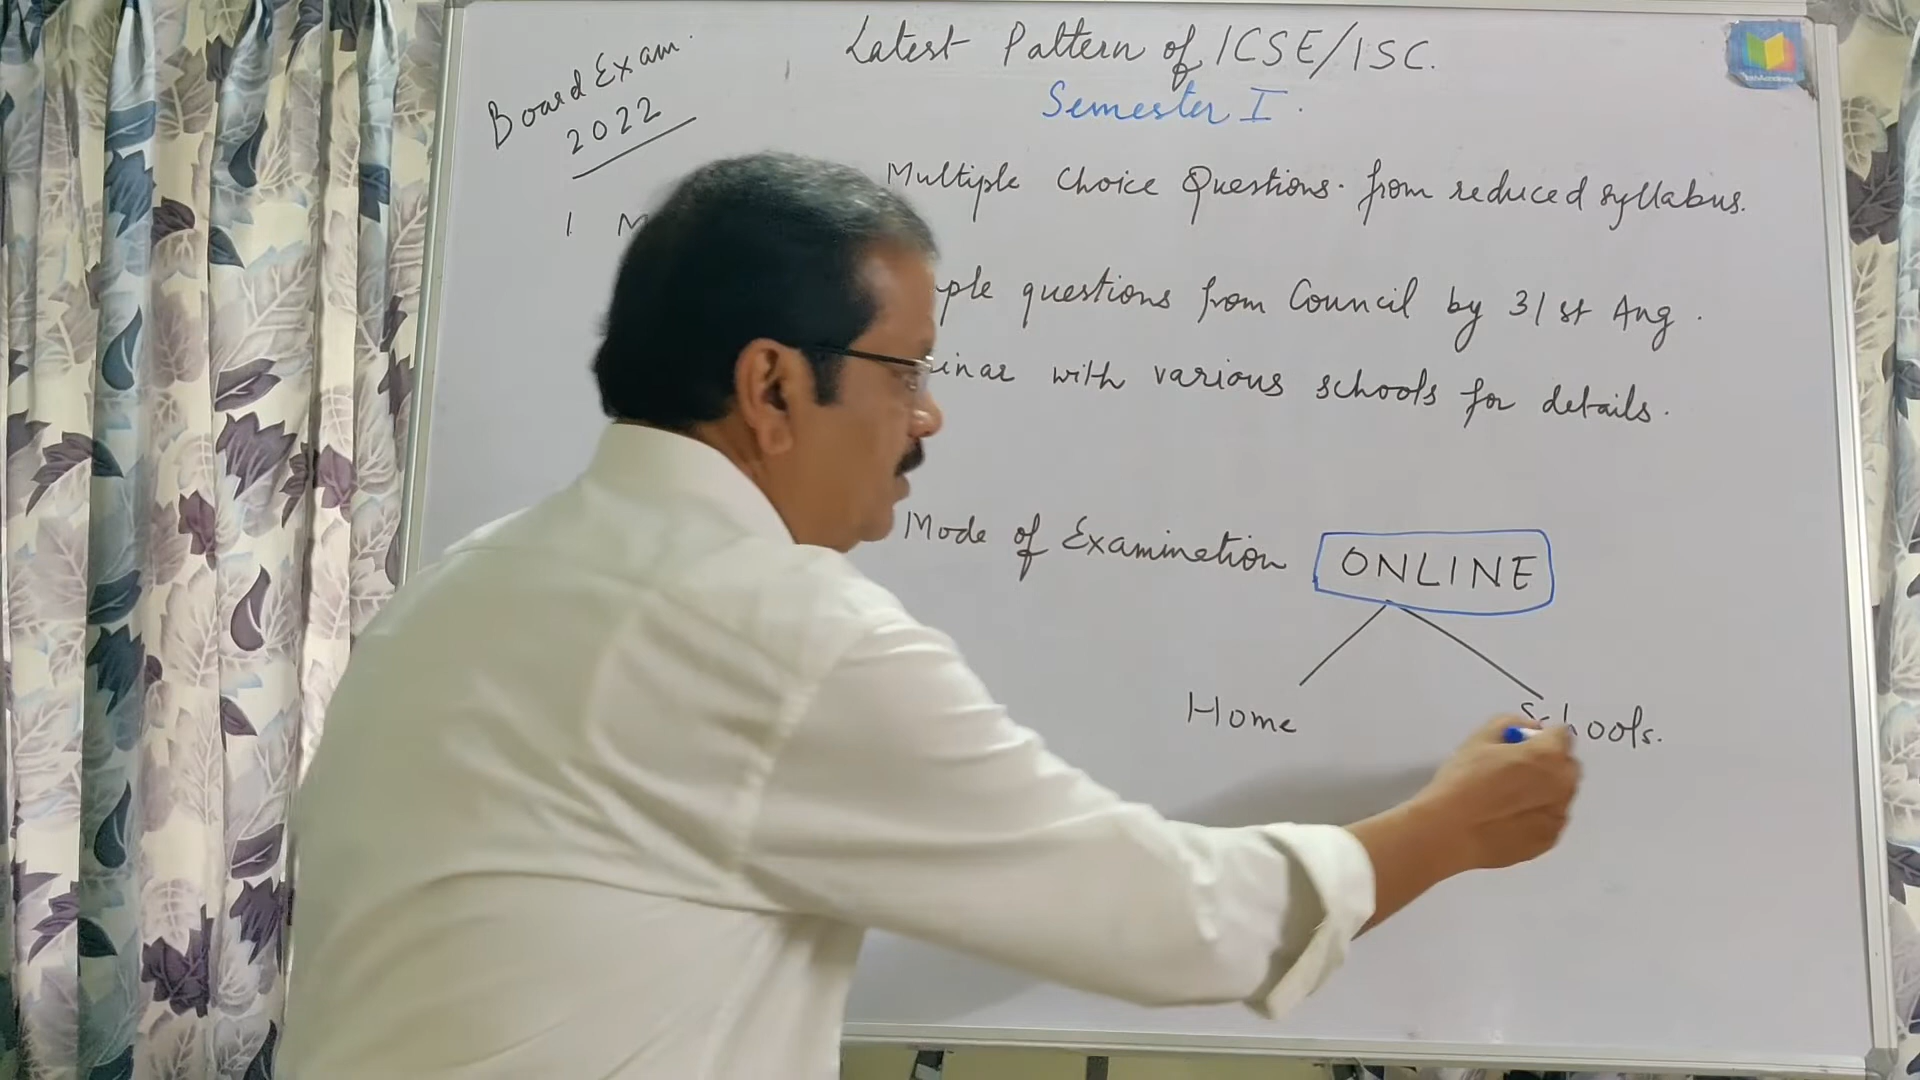 Board Exam.
2022
Latest Pattern of ICSE/ISC.
Semester I.
1. M
Multiple Choice Questions. from reduced syllabus.
ple questions from Council by 31st Aug.
inar with various schools for details.
Mode of Examination ONLINE
Home Schools.